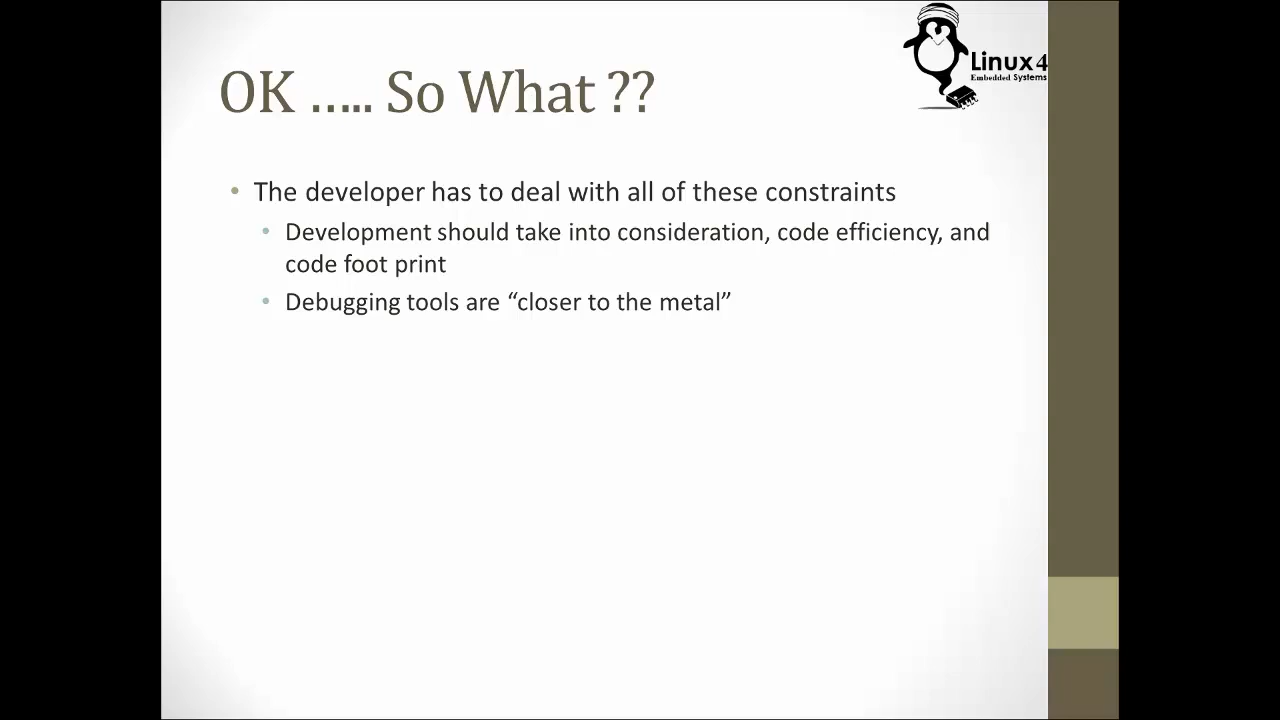 Linux 4
Embedded Systems
OK ….. So What ??
• The developer has to deal with all of these constraints
• Development should take into consideration, code efficiency, and
code foot print
• Debugging tools are “closer to the metal”